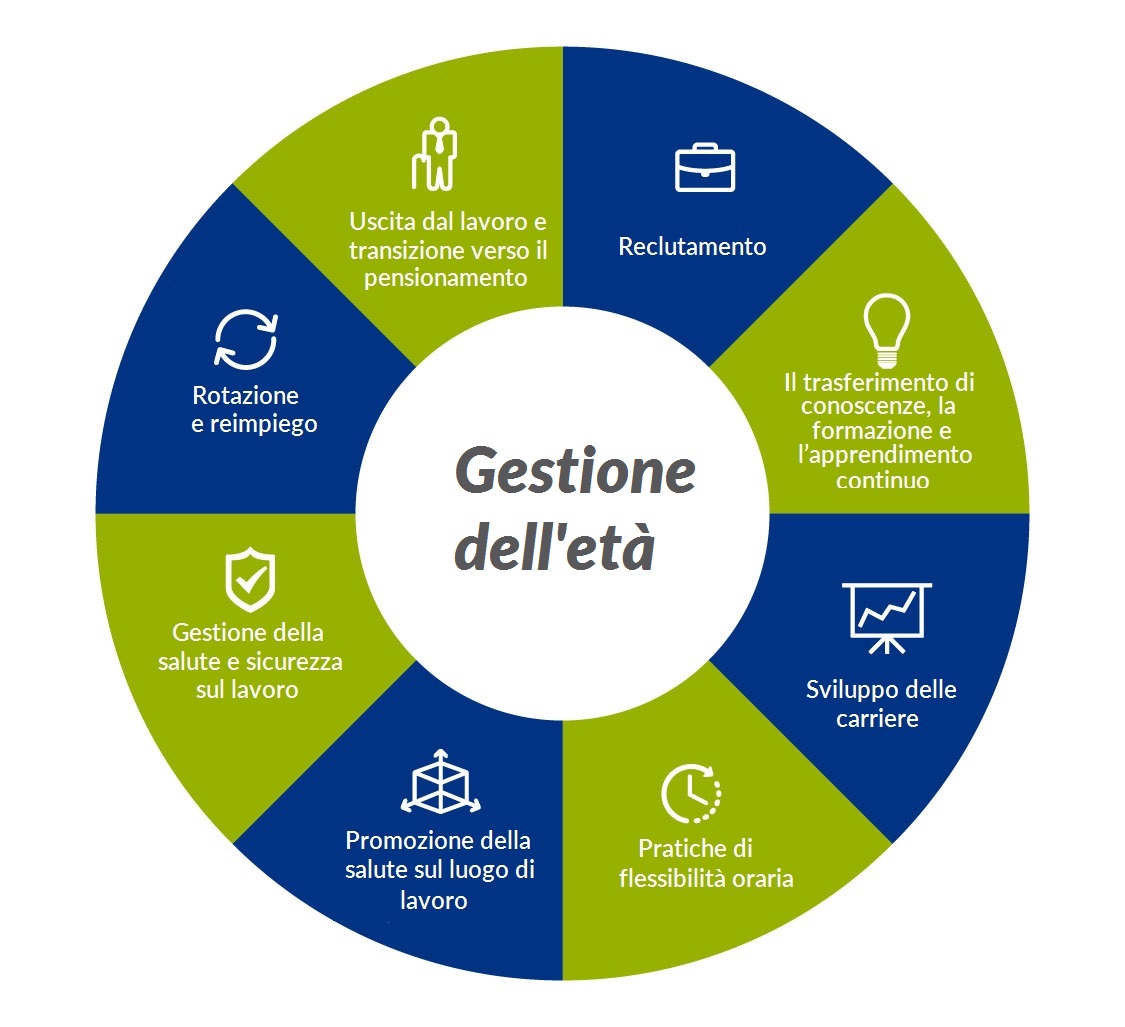 Uscita dal lavoro e
transizione verso il
pensionamento
Reclutamento
Il trasferimento di
conoscenze, la
formazione e
l’apprendimento
continuo
Sviluppo delle
carriere
Pratiche di
flessibilità oraria
Promozione della
salute sul luogo di
lavoro
Gestione della
salute e sicurezza
sul lavoro
Rotazione
e reimpiego
Gestione
dell'età